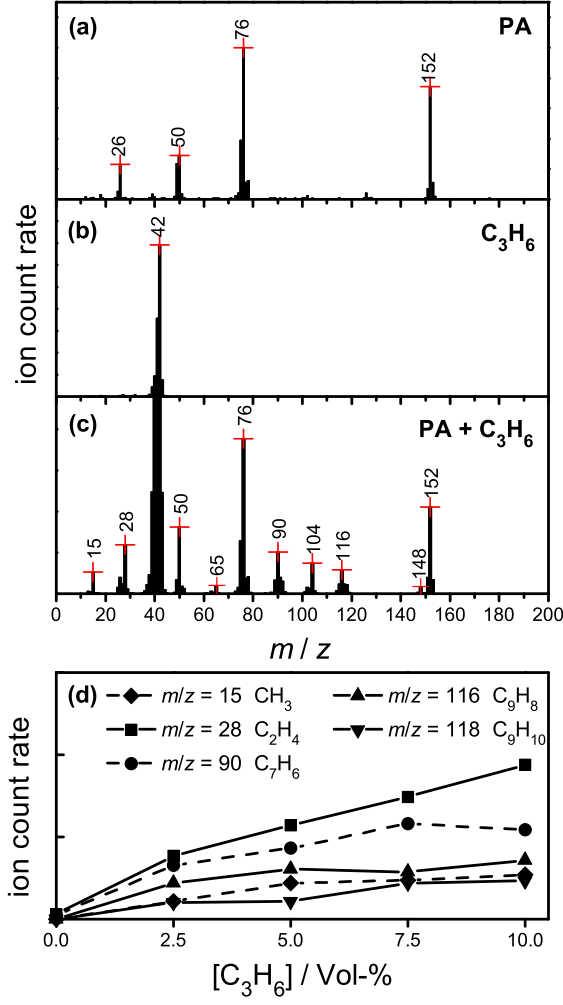 (a) PA
26
50
76
152
(b) C₃H₆
42
ion count rate
(c) PA + C₃H₆
15
28
50
65
76
90
104
116
148
152
0 20 40 60 80 100 120 140 160 180 200
m / z
(d) m/z = 15 CH₃ m/z = 116 C₉H₈
m/z = 28 C₂H₄ m/z = 118 C₉H₁₀
m/z = 90 C₇H₆
ion count rate
0.0 2.5 5.0 7.5 10.0
[C₃H₆] / Vol-%